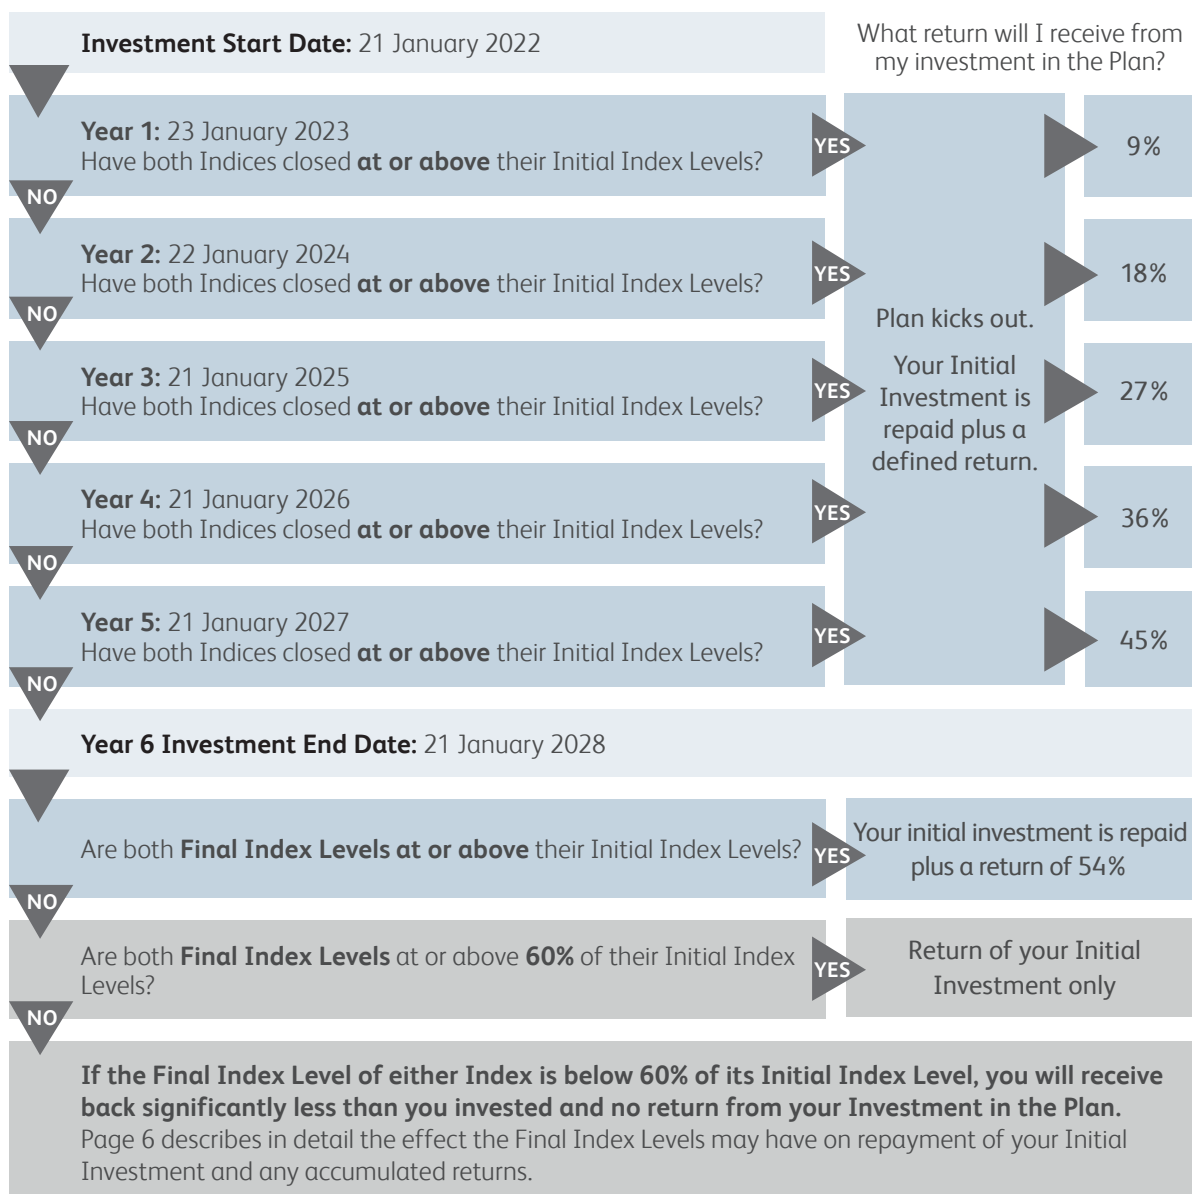 Investment Start Date: 21 January 2022
What return will I receive from
my investment in the Plan?
Year 1: 23 January 2023
Have both Indices closed at or above their Initial Index Levels?
YES
9%
NO
Year 2: 22 January 2024
Have both Indices closed at or above their Initial Index Levels?
YES
18%
NO
Plan kicks out.
Your Initial
Investment is
repaid plus a
defined return.
Year 3: 21 January 2025
Have both Indices closed at or above their Initial Index Levels?
YES
27%
NO
Year 4: 21 January 2026
Have both Indices closed at or above their Initial Index Levels?
YES
36%
NO
Year 5: 21 January 2027
Have both Indices closed at or above their Initial Index Levels?
YES
45%
NO
Year 6 Investment End Date: 21 January 2028
Are both Final Index Levels at or above their Initial Index Levels?
YES
Your initial investment is repaid
plus a return of 54%
NO
Are both Final Index Levels at or above 60% of their Initial Index
Levels?
YES
Return of your Initial
Investment only
NO
If the Final Index Level of either Index is below 60% of its Initial Index Level, you will receive
back significantly less than you invested and no return from your Investment in the Plan.
Page 6 describes in detail the effect the Final Index Levels may have on repayment of your Initial
Investment and any accumulated returns.